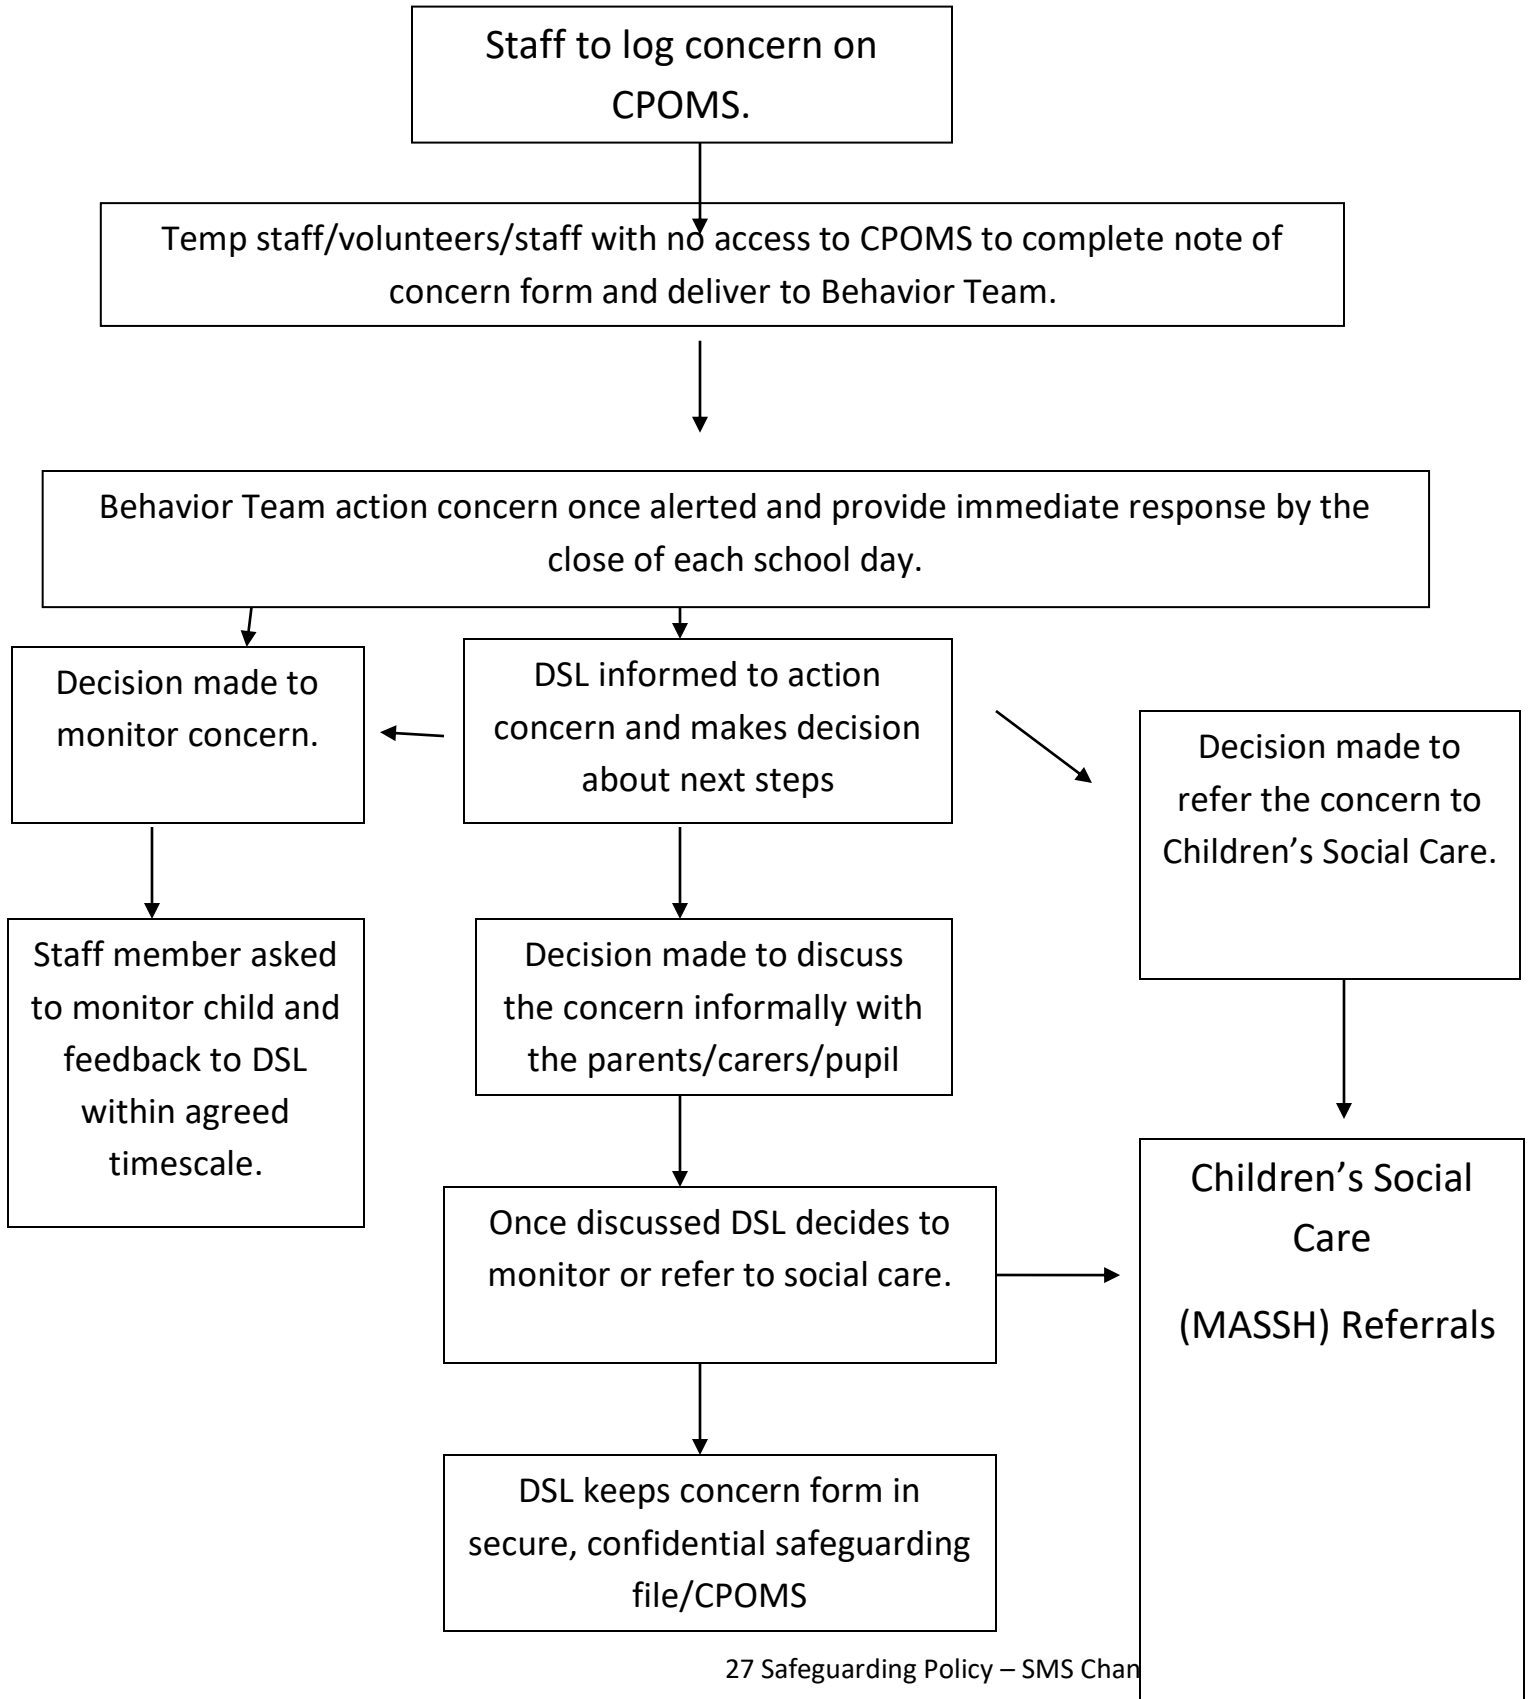 Staff to log concern on
CPOMS.
Temp staff/volunteers/staff with no access to CPOMS to complete note of
concern form and deliver to Behavior Team.
Behavior Team action concern once alerted and provide immediate response by the
close of each school day.
Decision made to
monitor concern.
DSL informed to action
concern and makes decision
about next steps
Decision made to
refer the concern to
Children’s Social Care.
Staff member asked
to monitor child and
feedback to DSL
within agreed
timescale.
Decision made to discuss
the concern informally with
the parents/carers/pupil
Once discussed DSL decides to
monitor or refer to social care.
Children’s Social
Care
(MASSH) Referrals
DSL keeps concern form in
secure, confidential safeguarding
file/CPOMS
27 Safeguarding Policy – SMS Chan